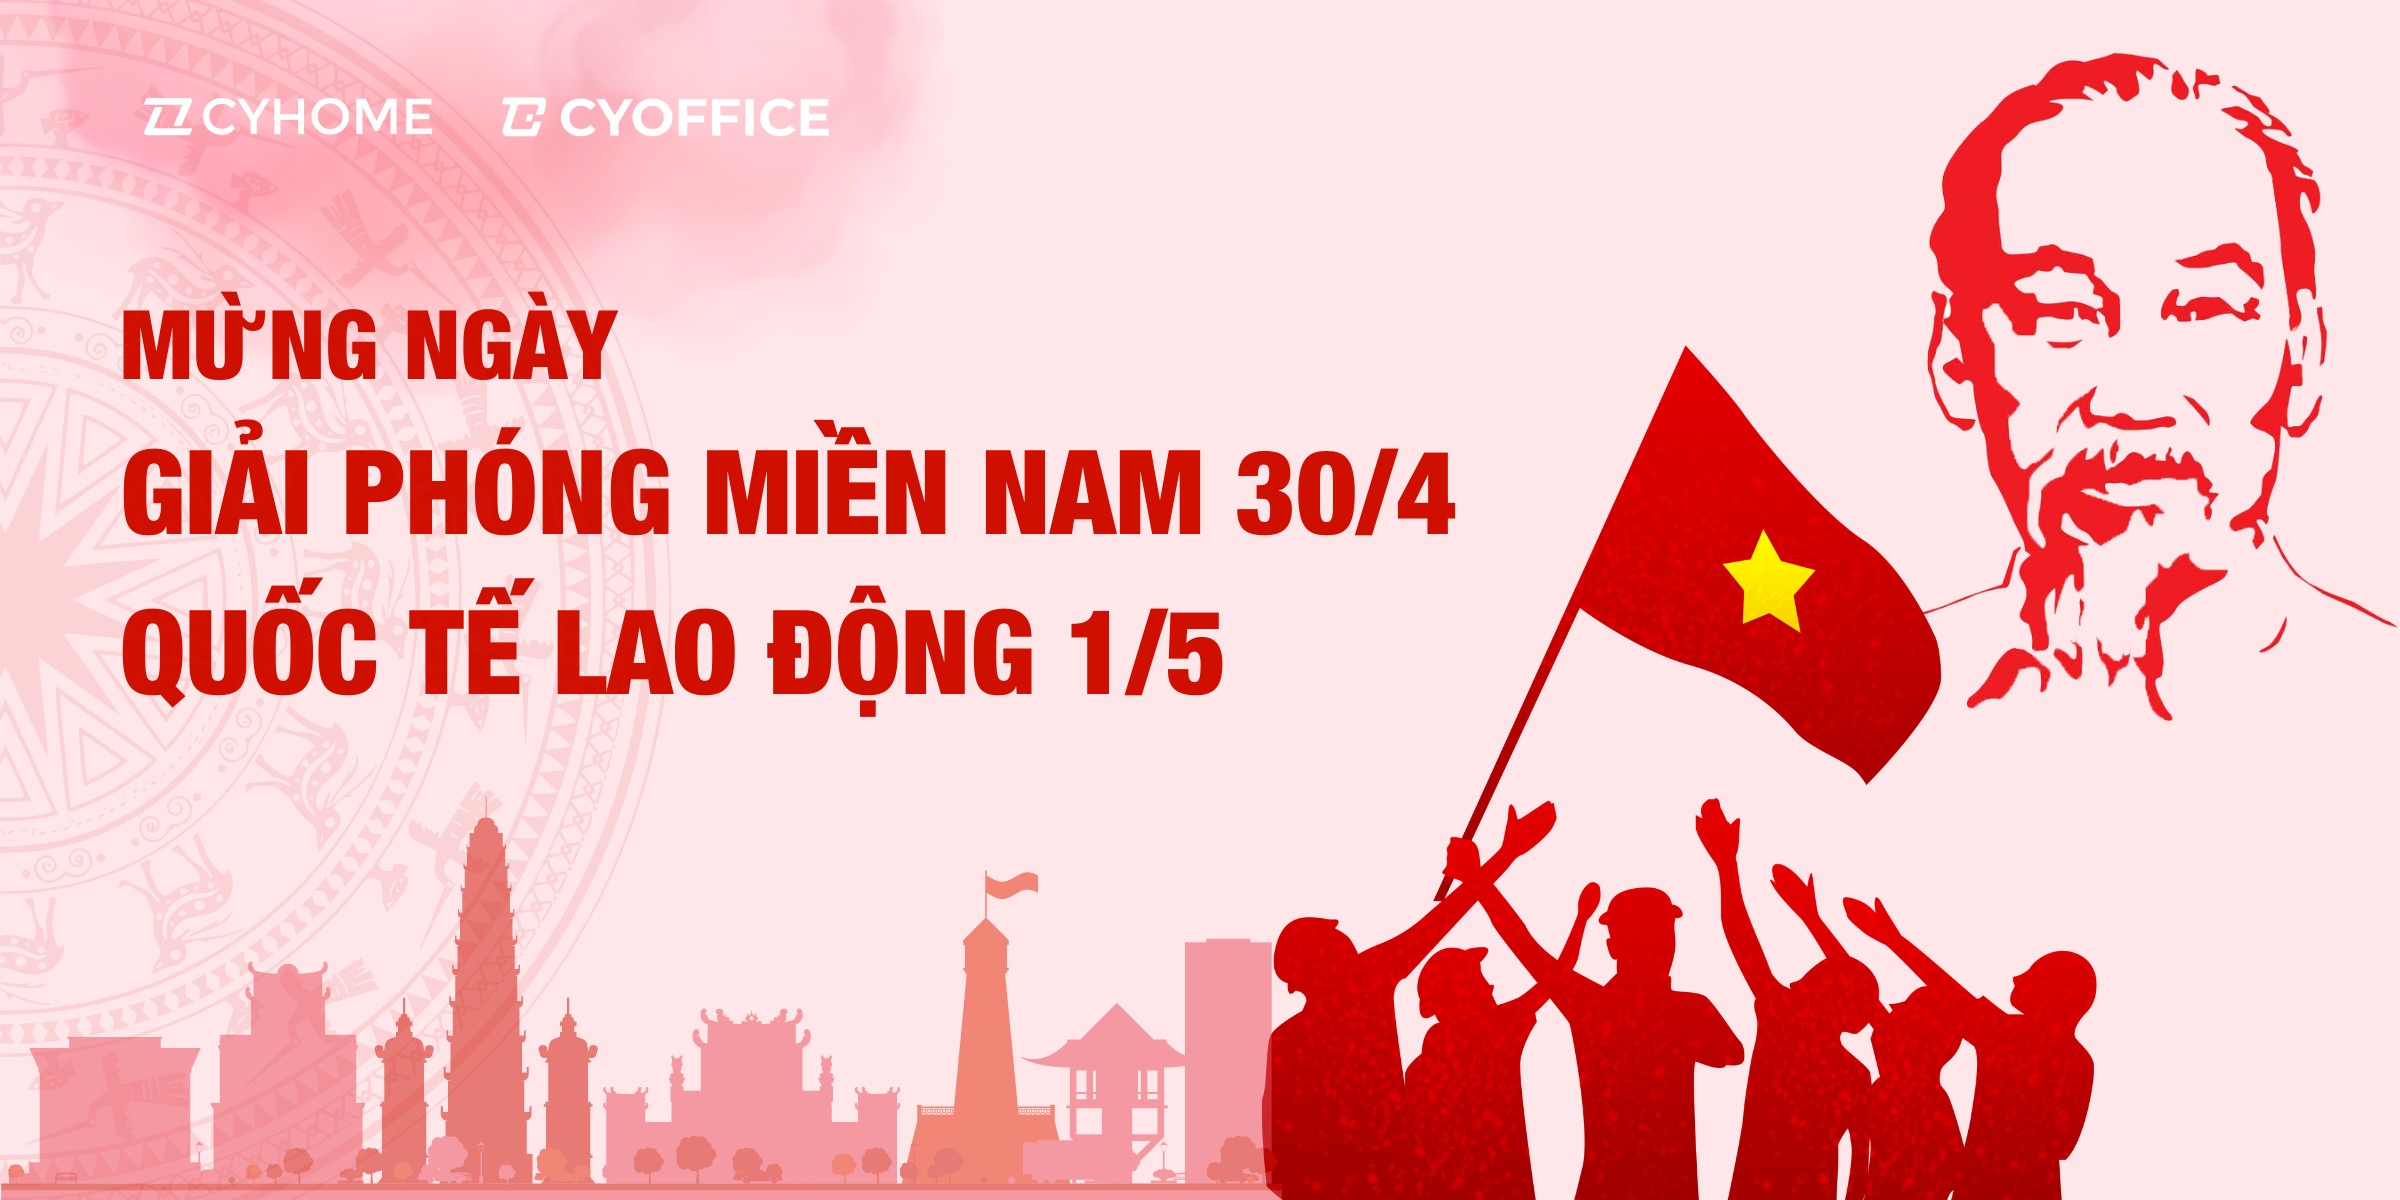 CYHOME CYOFFICE
MỪNG NGÀY
GIẢI PHÓNG MIỀN NAM 30/4
QUỐC TẾ LAO ĐỘNG 1/5